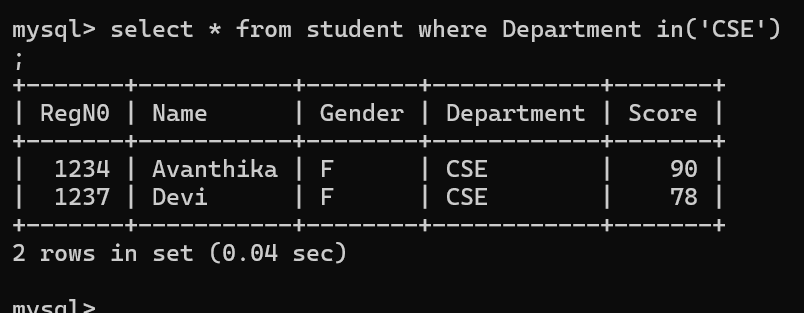 mysql> select * from student where Department in('CSE')
;
+-------+-----------+--------+------------+-------+
| RegN0 | Name      | Gender | Department | Score |
+-------+-----------+--------+------------+-------+
|  1234 | Avanthika | F      | CSE        |    90 |
|  1237 | Devi      | F      | CSE        |    78 |
+-------+-----------+--------+------------+-------+
2 rows in set (0.04 sec)
mysql>